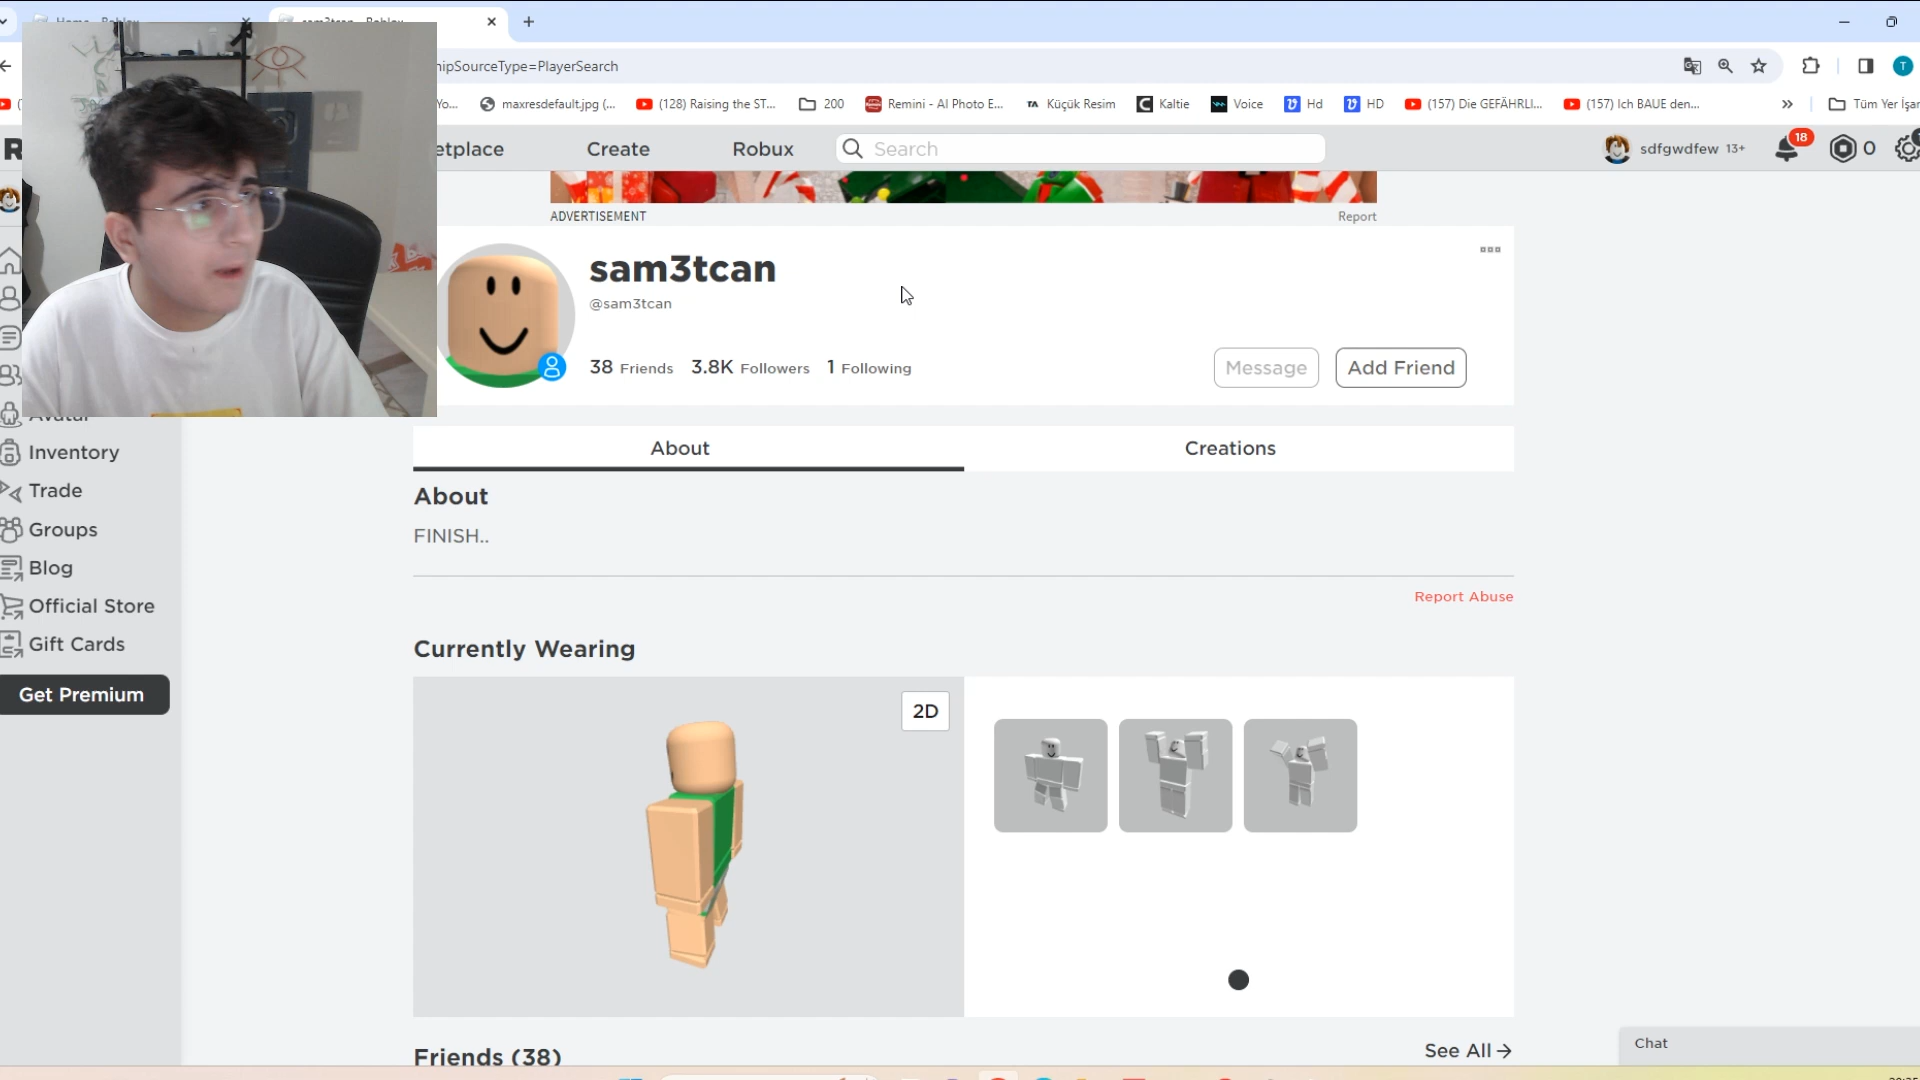 hipSourceType=PlayerSearch
maxresdefault.jpg (...
(128) Raising the ST...
200
Remini - AI Photo E...
TA Küçük Resim
Kaltie
Voice
Hd
HD
(157) Die GEFÄHRLI...
(157) Ich BAUE den...
»
Tüm Yer İşar
etplace
Create
Robux
Search
sdfgwdfew 13+
18
0
ADVERTISEMENT
Report
sam3tcan
@sam3tcan
38 Friends 3.8K Followers 1 Following
Message
Add Friend
Inventory
Trade
Groups
Blog
Official Store
Gift Cards
Get Premium
About
Creations
About
FINISH..
Report Abuse
Currently Wearing
2D
Friends (38)
See All
Chat